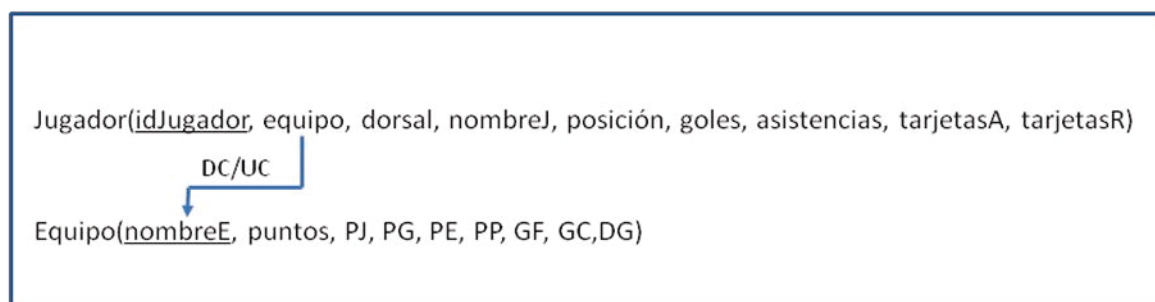 Jugador(idJugador, equipo, dorsal, nombreJ, posición, goles, asistencias, tarjetasA, tarjetasR)
DC/UC
Equipo(nombreE, puntos, PJ, PG, PE, PP, GF, GC,DG)